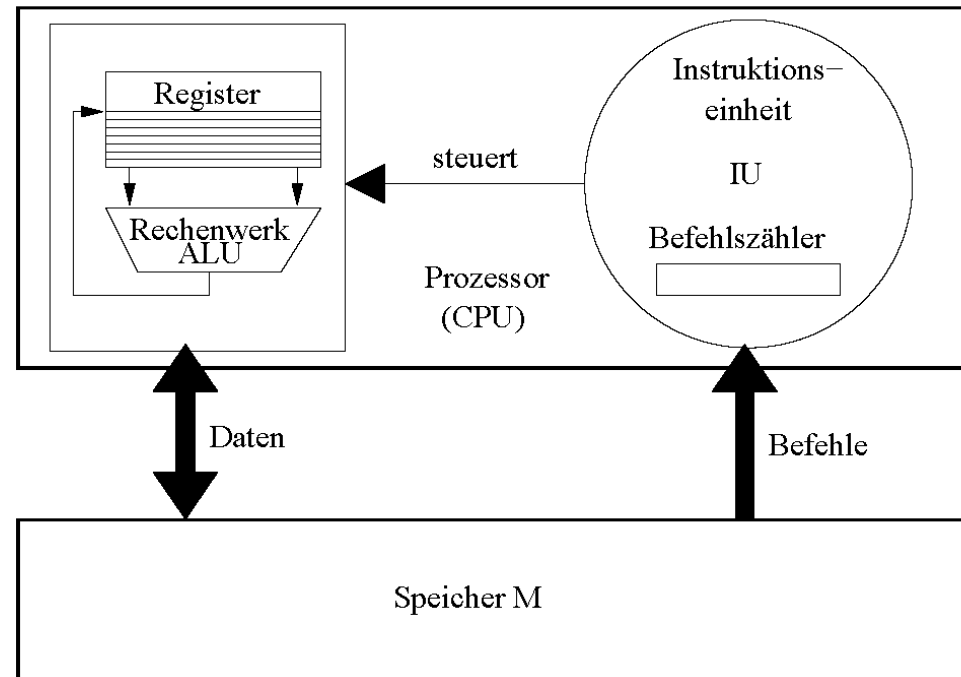 Register
Rechenwerk
ALU
steuert
Prozessor
(CPU)
Instruktions−
einheit
IU
Befehlszähler
Daten
Befehle
Speicher M